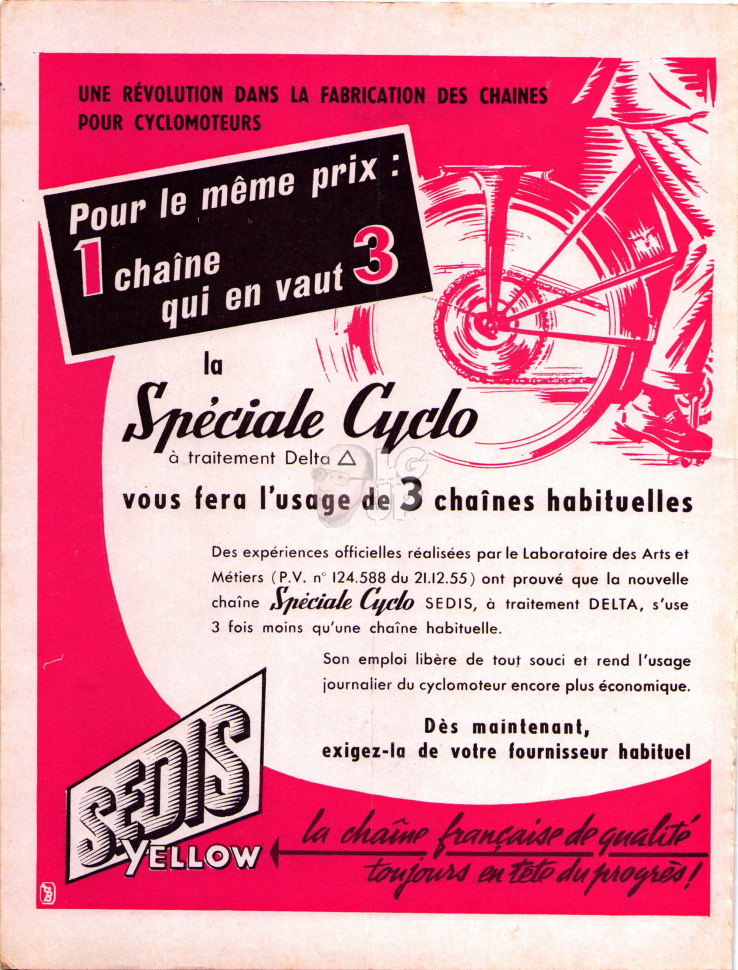 UNE RÉVOLUTION DANS LA FABRICATION DES CHAINES
POUR CYCLOMOTEURS
Pour le même prix :
1 chaîne
qui en vaut 3
la
Spéciale Cyclo
à traitement Delta △
vous fera l'usage de 3 chaînes habituelles
Des expériences officielles réalisées par le Laboratoire des Arts et
Métiers (P.V. n° 124.588 du 21.12.55) ont prouvé que la nouvelle
chaîne Spéciale Cyclo SEDIS, à traitement DELTA, s'use
3 fois moins qu'une chaîne habituelle.
Son emploi libère de tout souci et rend l'usage
journalier du cyclomoteur encore plus économique.
Dès maintenant,
exigez-la de votre fournisseur habituel
SEDIS
YELLOW
la chaîne française de qualité
toujours en tête du progrès !